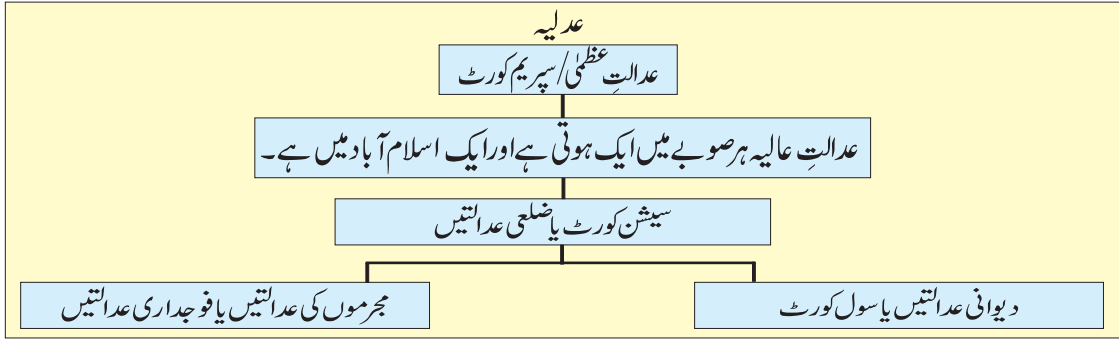 عدلیہ
عدالتِ عظمٰی/سپریم کورٹ
عدالتِ عالیہ ہر صوبے میں ایک ہوتی ہے اور ایک اسلام آباد میں ہے۔
سیشن کورٹ یا ضلعی عدالتیں
دیوانی عدالتیں یا سول کورٹ
مجرموں کی عدالتیں یا فوجداری عدالتیں